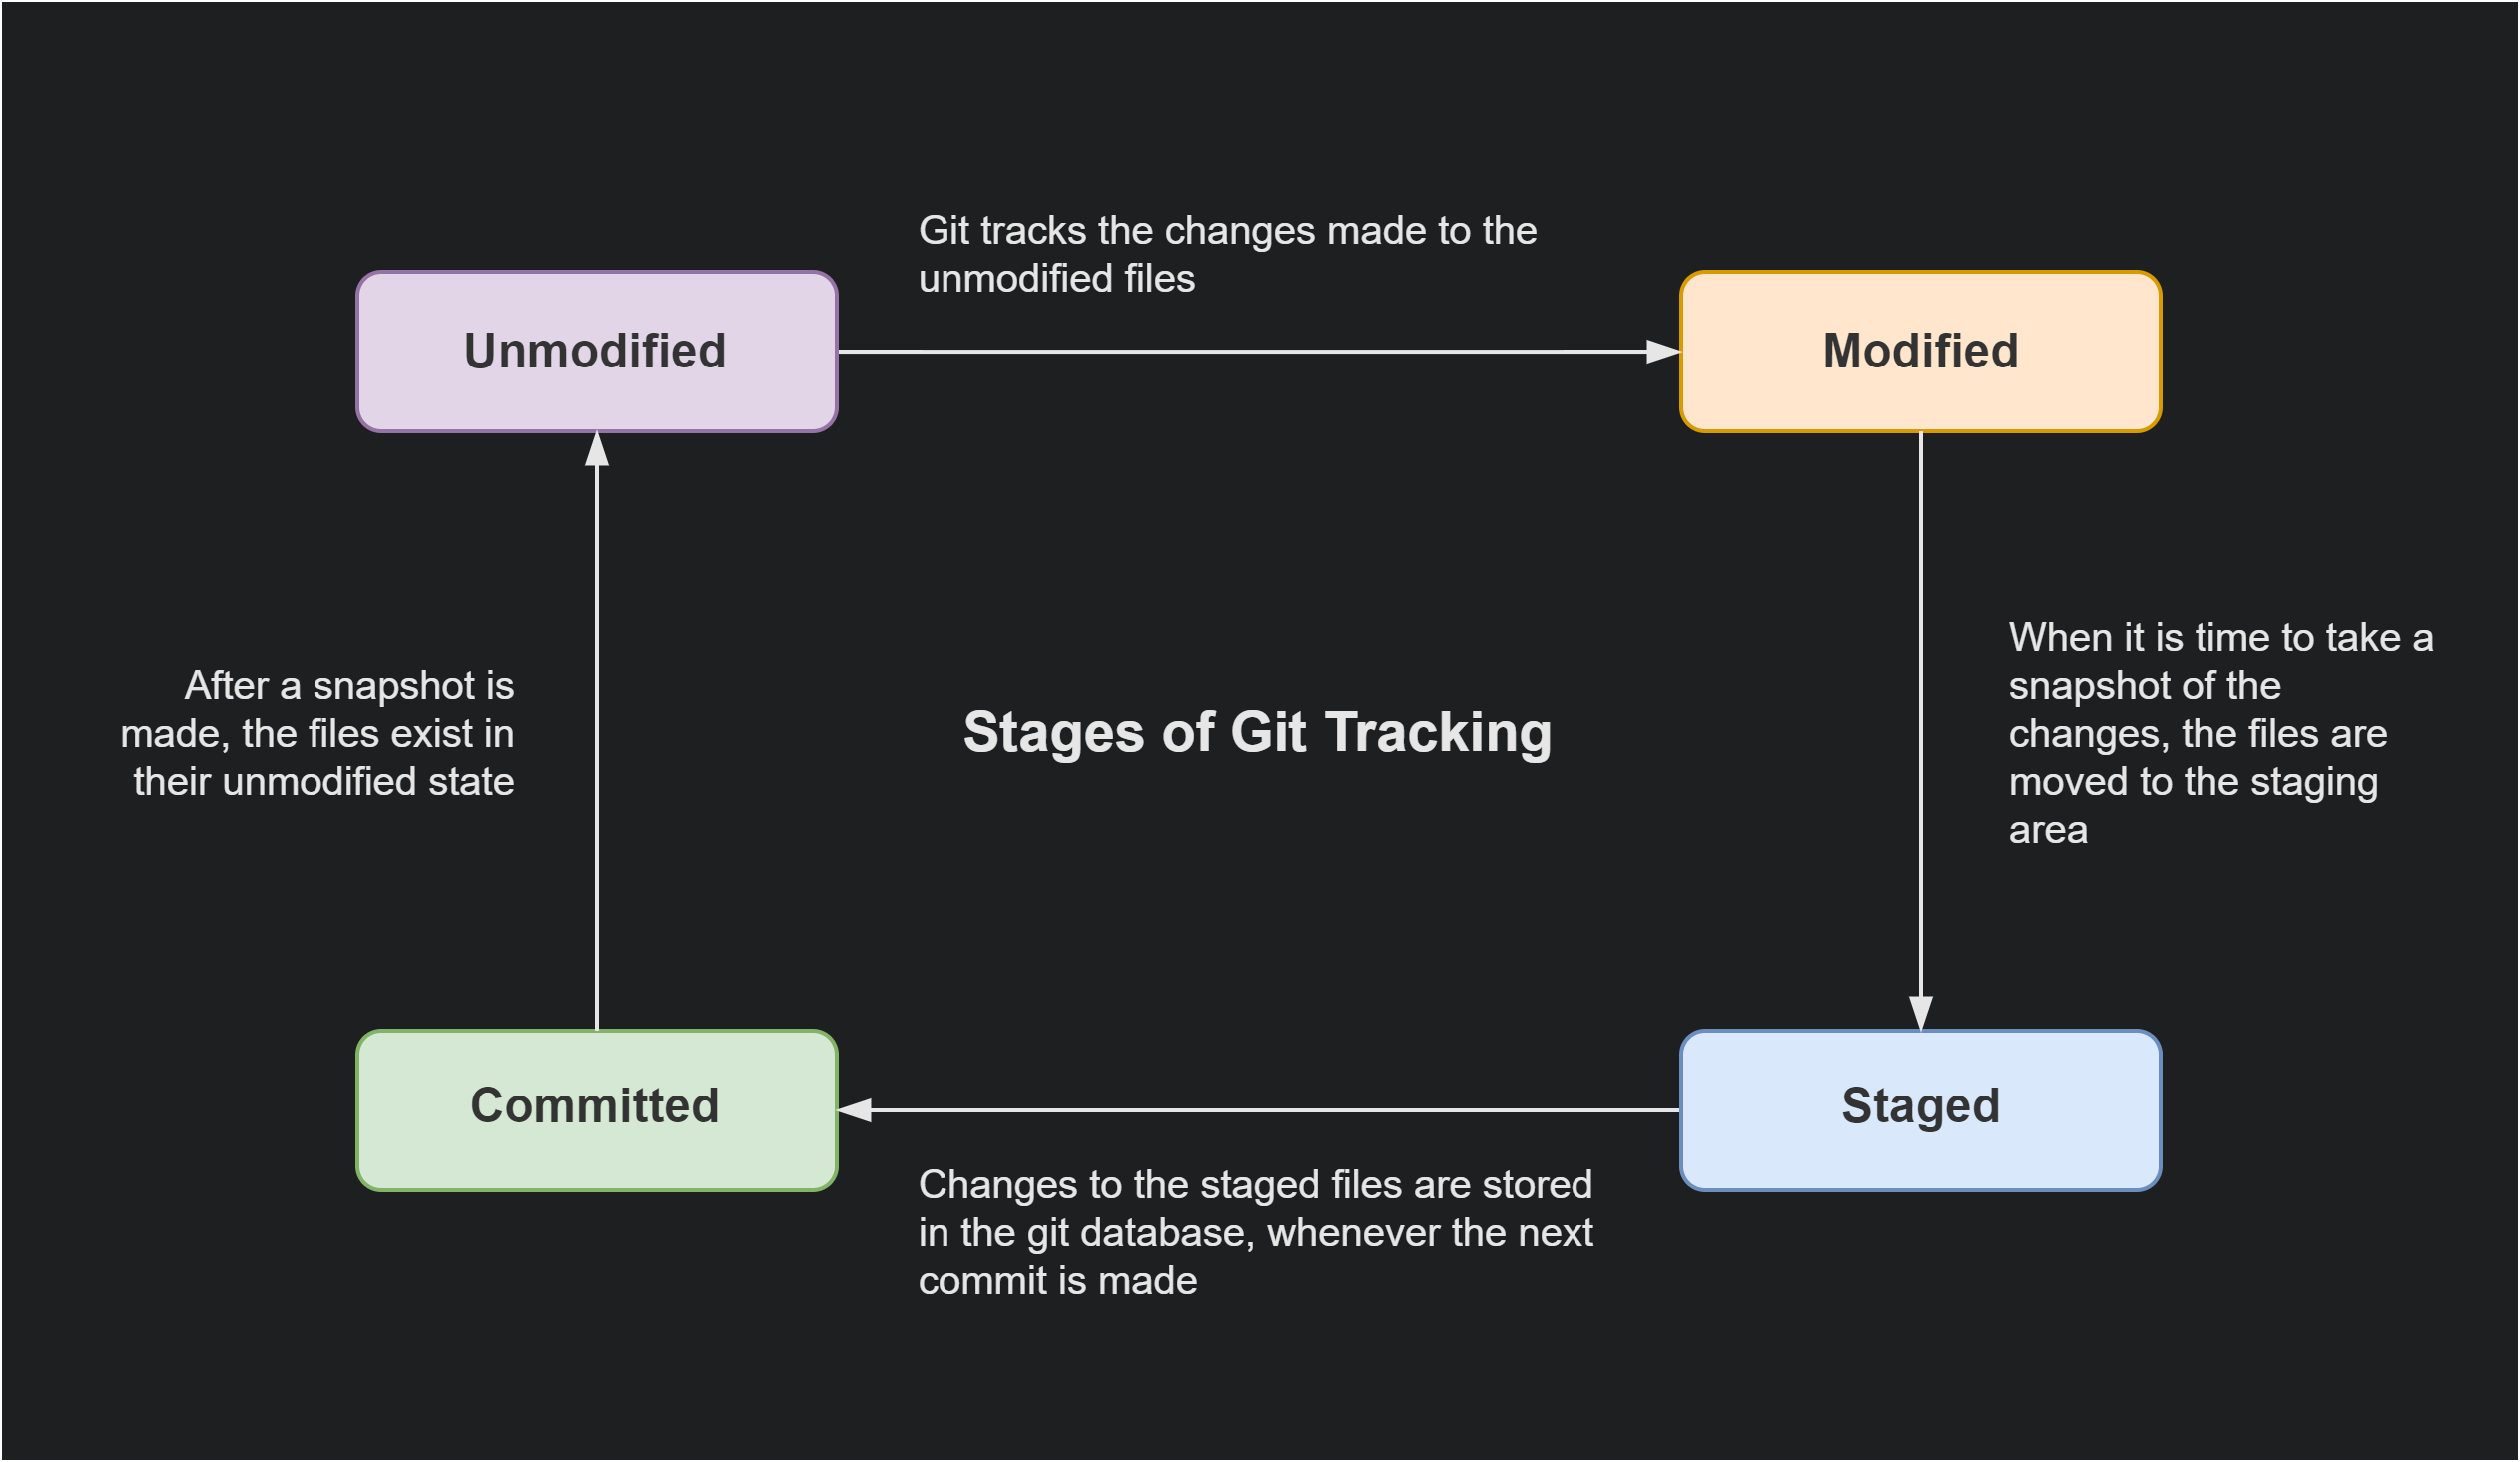 Git tracks the changes made to the
unmodified files
Unmodified
Modified
When it is time to take a
snapshot of the
changes, the files are
moved to the staging
area
After a snapshot is
made, the files exist in
their unmodified state
Stages of Git Tracking
Committed
Staged
Changes to the staged files are stored
in the git database, whenever the next
commit is made